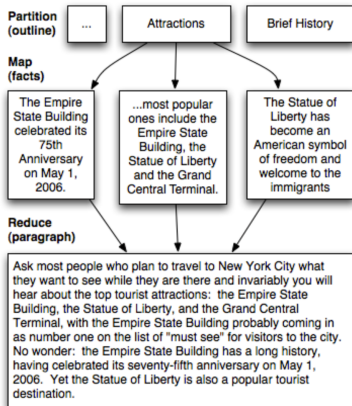 Partition
(outline)
...
Attractions
Brief History
Map
(facts)
The Empire
State Building
celebrated its
75th
Anniversary
on May 1,
2006.
...most popular
ones include the
Empire State
Building, the
Statue of Liberty
and the Grand
Central Terminal.
The Statue of
Liberty has
become an
American symbol
of freedom and
welcome to the
immigrants
Reduce
(paragraph)
Ask most people who plan to travel to New York City what
they want to see while they are there and invariably you will
hear about the top tourist attractions: the Empire State
Building, the Statue of Liberty, and the Grand Central
Terminal, with the Empire State Building probably coming in
as number one on the list of "must see" for visitors to the city.
No wonder: the Empire State Building has a long history,
having celebrated its seventy-fifth anniversary on May 1,
2006. Yet the Statue of Liberty is also a popular tourist
destination.